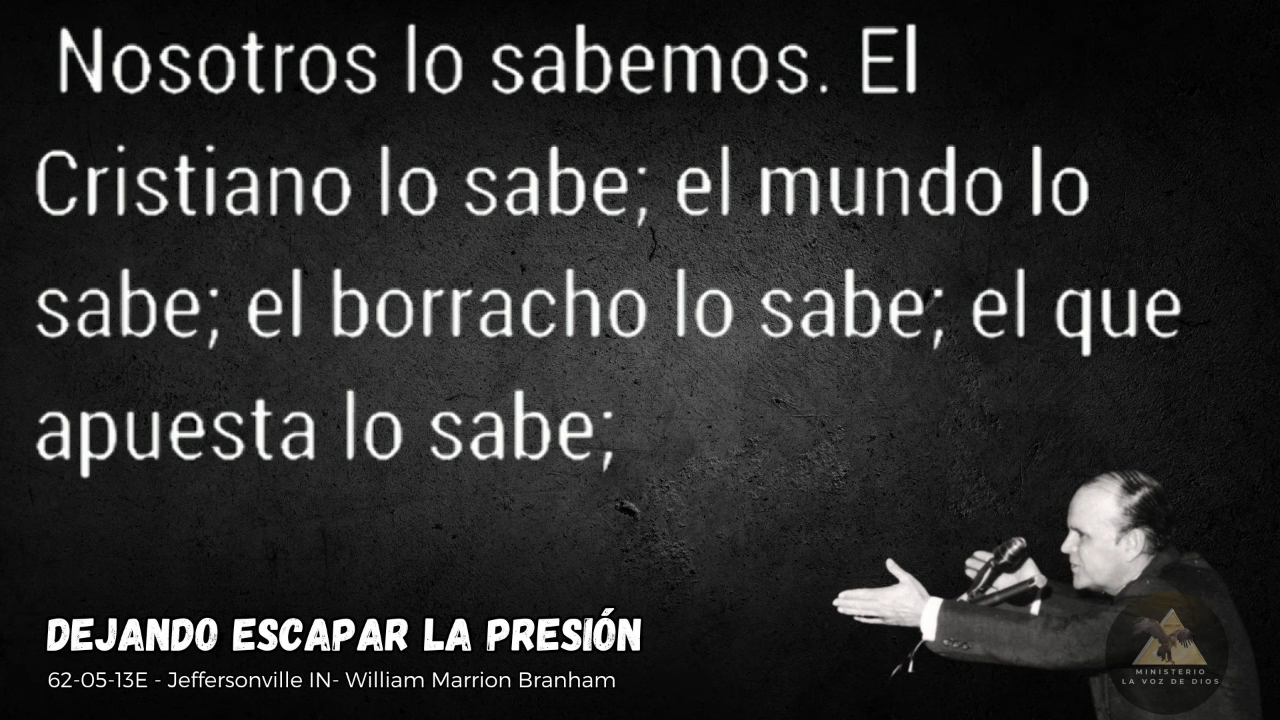 Nosotros lo sabemos. El
Cristiano lo sabe; el mundo lo
sabe; el borracho lo sabe; el que
apuesta lo sabe;
DEJANDO ESCAPAR LA PRESIÓN
62-05-13E - Jeffersonville IN- William Marrion Branham
MINISTERIO
LA VOZ DE DIOS